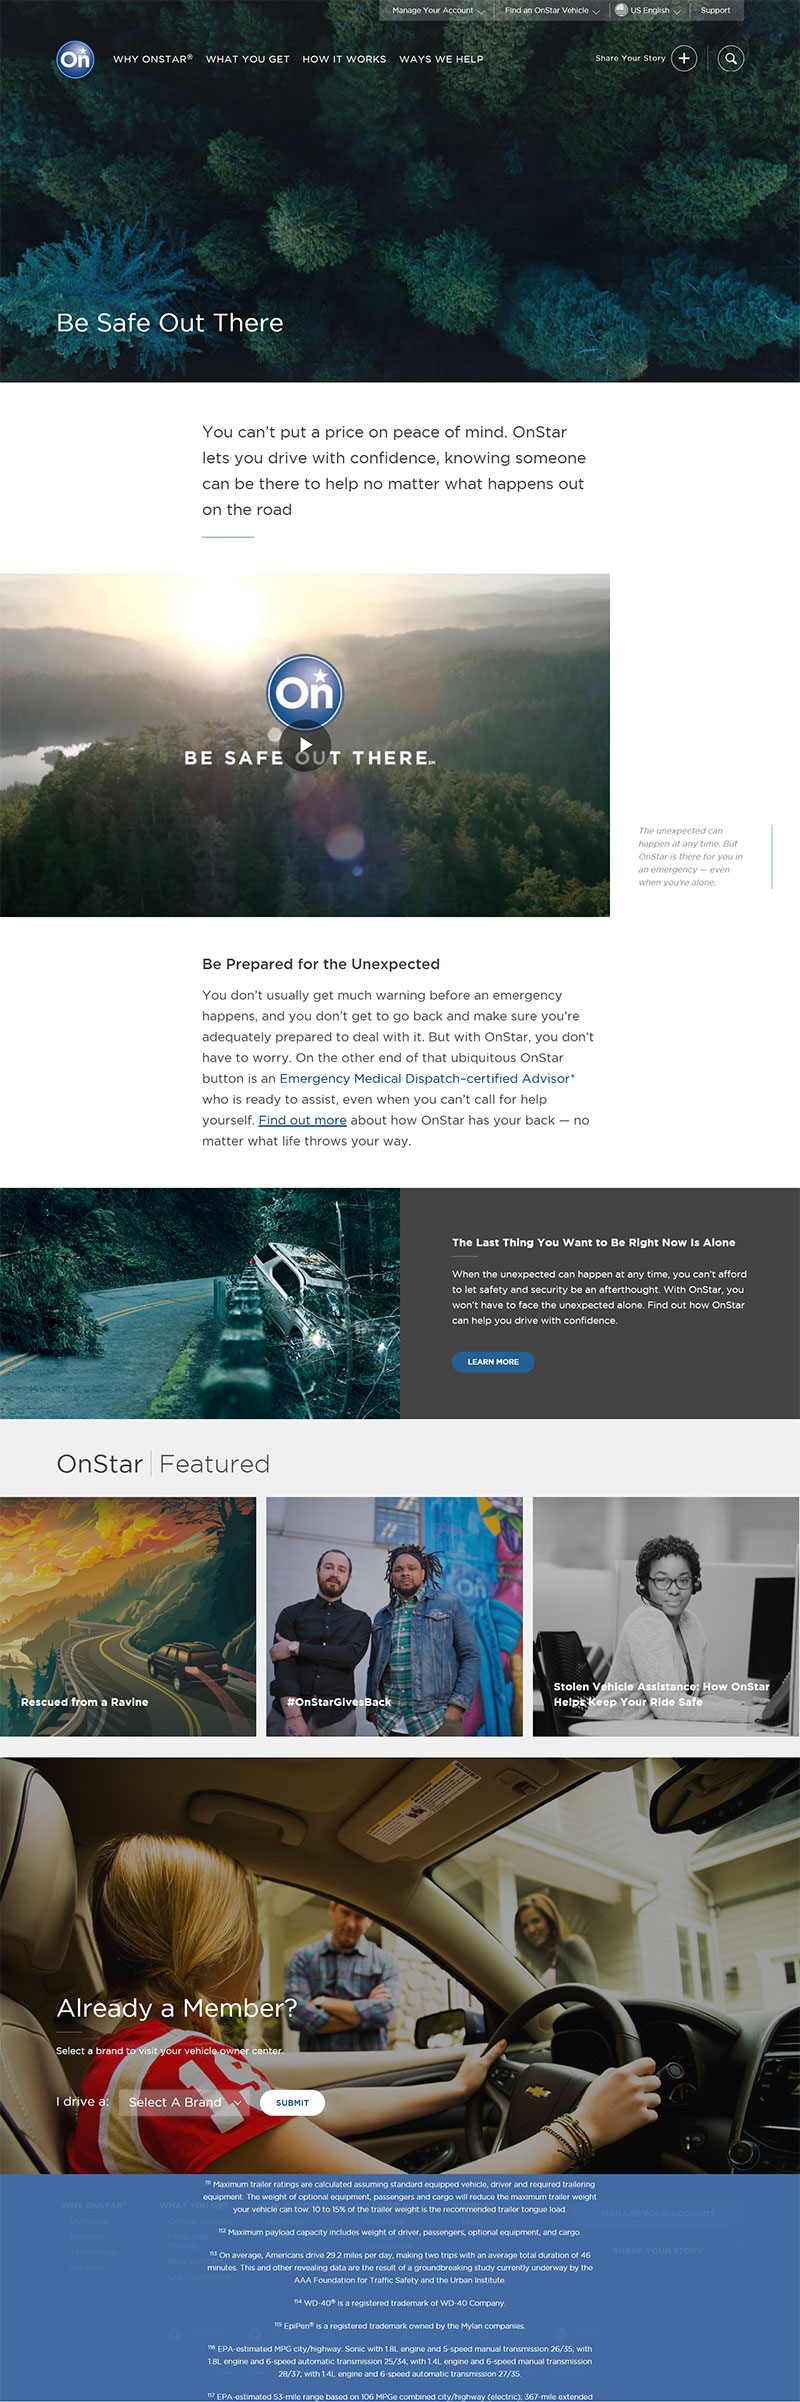 Manage Your Account
Find an OnStar Vehicle
US English
Support
On
WHY ONSTAR®
WHAT YOU GET
HOW IT WORKS
WAYS WE HELP
Share Your Story
Be Safe Out There
You can't put a price on peace of mind. OnStar
lets you drive with confidence, knowing someone
can be there to help no matter what happens out
on the road
On
BE SAFE OUT THERE℠
The unexpected can
happen at any time. But
OnStar is there for you in
an emergency — even
when you're alone.
Be Prepared for the Unexpected
You don't usually get much warning before an emergency
happens, and you don't get to go back and make sure you're
adequately prepared to deal with it. But with OnStar, you don't
have to worry. On the other end of that ubiquitous OnStar
button is an Emergency Medical Dispatch–certified Advisor*
who is ready to assist, even when you can't call for help
yourself. Find out more about how OnStar has your back — no
matter what life throws your way.
The Last Thing You Want to Be Right Now Is Alone
When the unexpected can happen at any time, you can't afford
to let safety and security be an afterthought. With OnStar, you
won't have to face the unexpected alone. Find out how OnStar
can help you drive with confidence.
LEARN MORE
OnStar | Featured
On
Rescued from a Ravine
#OnStarGivesBack
Stolen Vehicle Assistance: How OnStar
Helps Keep Your Ride Safe
Already a Member?
Select a brand to visit your vehicle owner center.
I drive a: Select A Brand
SUBMIT
111 Maximum trailer ratings are calculated assuming standard equipped vehicle, driver and required trailering
equipment. The weight of optional equipment, passengers and cargo will reduce the maximum trailer weight
your vehicle can tow. 10 to 15% of the trailer weight is the recommended trailer tongue load.
112 Maximum payload capacity includes weight of driver, passengers, optional equipment, and cargo.
113 On average, Americans drive 29.2 miles per day, making two trips with an average total duration of 46
minutes. This and other revealing data are the result of a groundbreaking study currently underway by the
AAA Foundation for Traffic Safety and the Urban Institute.
114 WD-40® is a registered trademark of WD-40 Company.
115 EpiPen® is a registered trademark owned by the Mylan companies.
116 EPA-estimated MPG city/highway: Sonic with 1.8L engine and 5-speed manual transmission 26/35; with
1.8L engine and 6-speed automatic transmission 25/34; with 1.4L engine and 6-speed manual transmission
28/37; with 1.4L engine and 6-speed automatic transmission 27/35.
117 EPA-estimated 53-mile range based on 106 MPGe combined city/highway (electric); 367-mile extended
WHY ONSTAR
Overview
Benefits
Technology
Advisors
MANAGE YOUR ACCOUNT
SHARE YOUR STORY